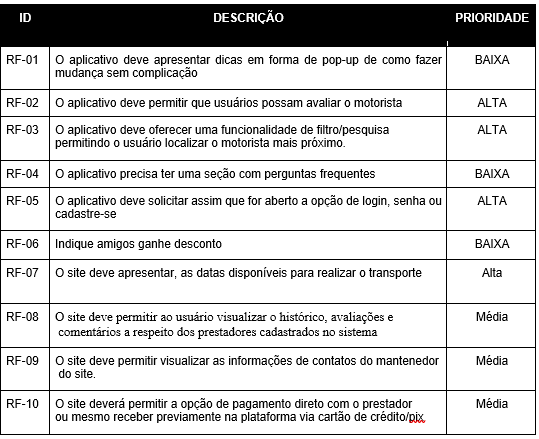 ID DESCRIÇÃO PRIORIDADE
RF-01 O aplicativo deve apresentar dicas em forma de pop-up de como fazer BAIXA
mudança sem complicação
RF-02 O aplicativo deve permitir que usuários possam avaliar o motorista ALTA
RF-03 O aplicativo deve oferecer uma funcionalidade de filtro/pesquisa ALTA
permitindo o usuário localizar o motorista mais próximo.
RF-04 O aplicativo precisa ter uma seção com perguntas frequentes BAIXA
RF-05 O aplicativo deve solicitar assim que for aberto a opção de login, senha ou ALTA
cadastre-se
RF-06 Indique amigos ganhe desconto BAIXA
RF-07 O site deve apresentar, as datas disponíveis para realizar o transporte Alta
RF-08 O site deve permitir ao usuário visualizar o histórico, avaliações e Média
comentários a respeito dos prestadores cadastrados no sistema
RF-09 O site deve permitir visualizar as informações de contatos do mantenedor Média
do site.
RF-10 O site deverá permitir a opção de pagamento direto com o prestador Média
ou mesmo receber previamente na plataforma via cartão de crédito/pix